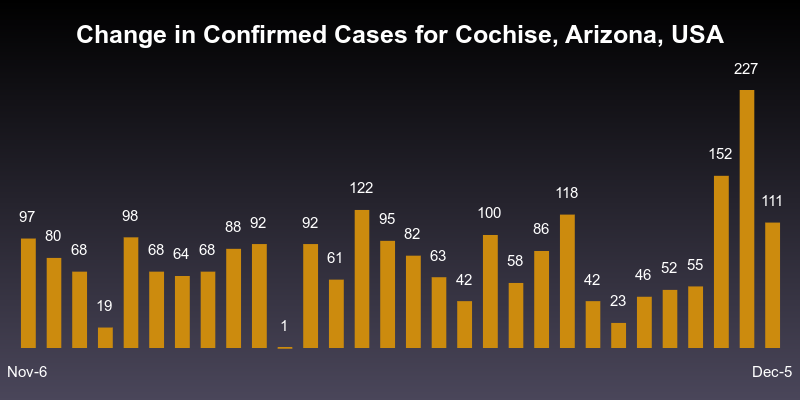 Change in Confirmed Cases for Cochise, Arizona, USA
97 80 68 19 98 68 64 68 88 92 1 92 61 122 95 82 63 42 100 58 86 118 42 23 46 52 55 152 227 111
Nov-6 Dec-5